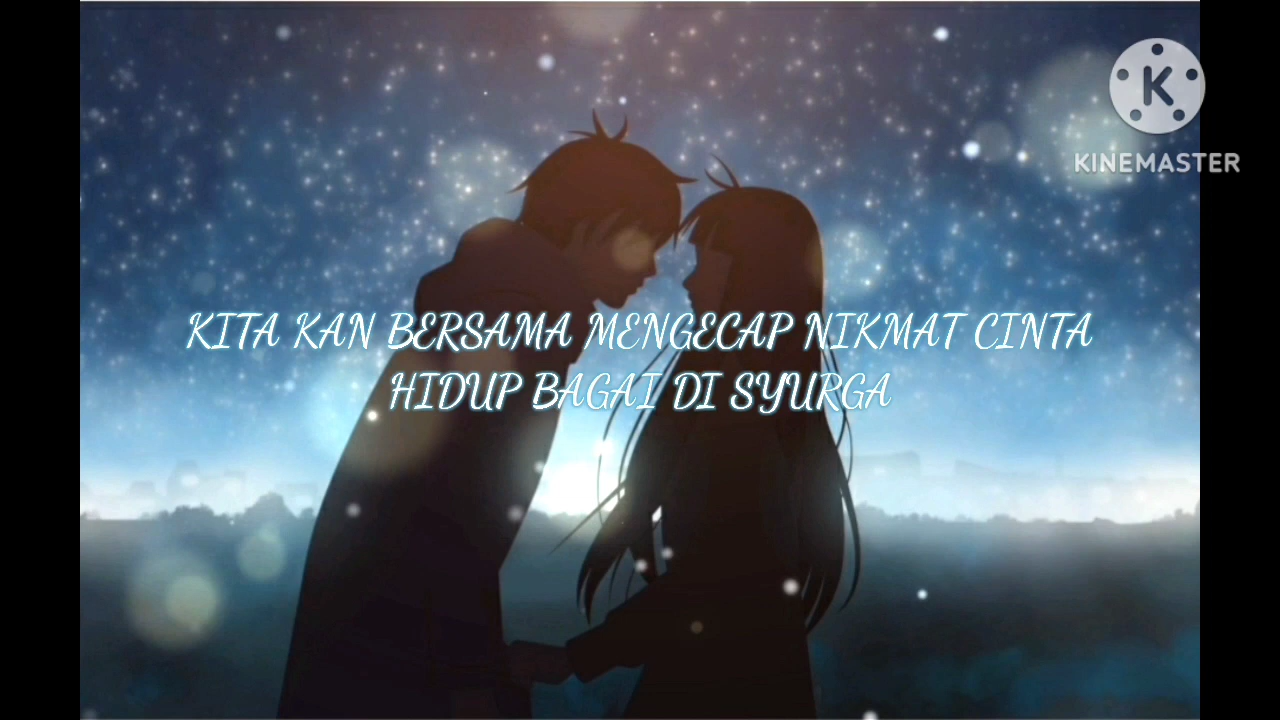 K
KINEMASTER
KITA KAN BERSAMA MENGECAP NIKMAT CINTA
HIDUP BAGAI DI SYURGA